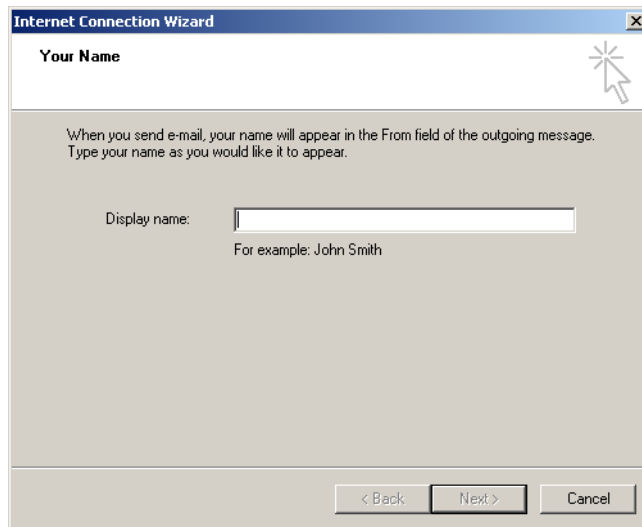 Internet Connection Wizard
Your Name
When you send e-mail, your name will appear in the From field of the outgoing message.
Type your name as you would like it to appear.
Display name:
For example: John Smith
< Back
Next >
Cancel